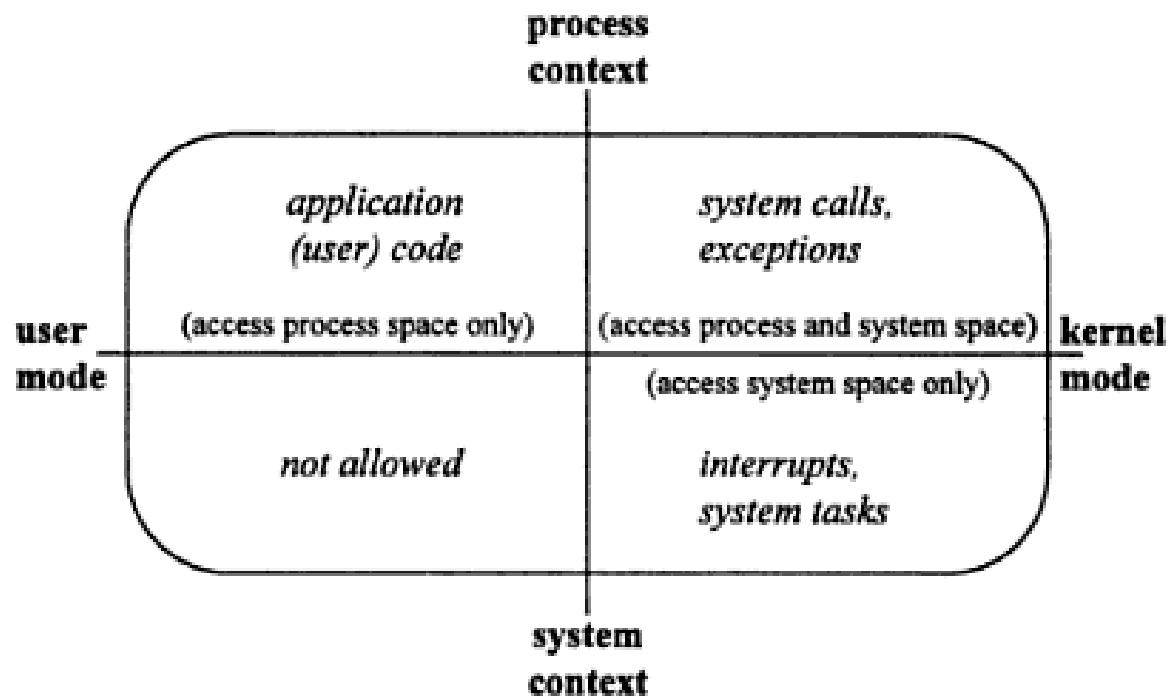 process
context
application
(user) code
system calls,
exceptions
(access process space only)
(access process and system space)
user
mode
kernel
mode
(access system space only)
not allowed
interrupts,
system tasks
system
context